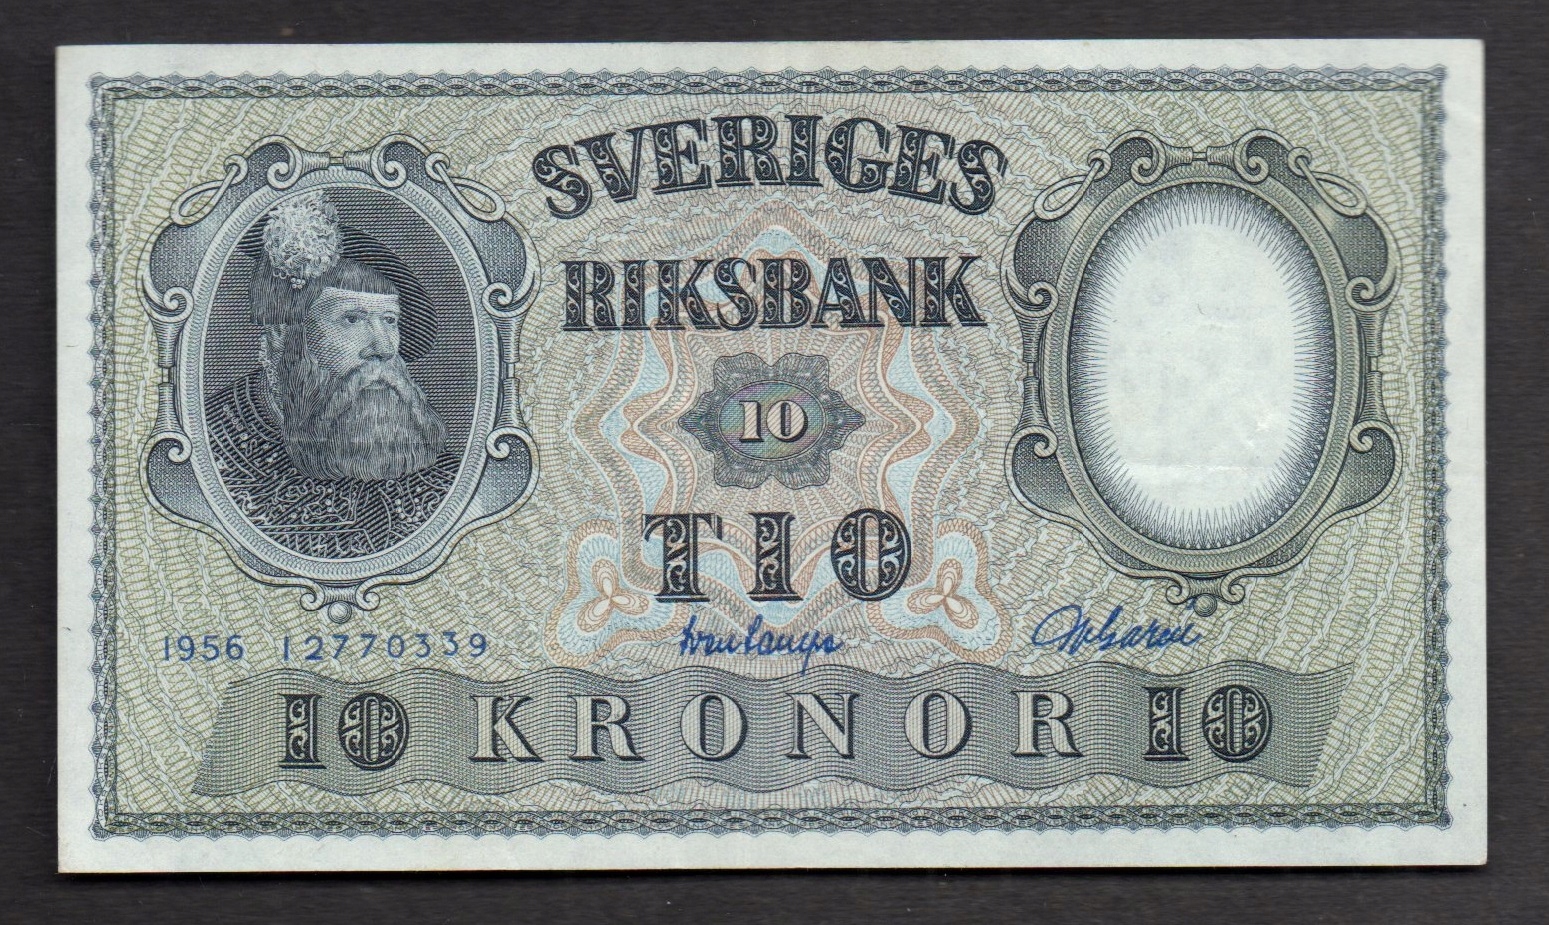 SVERIGES
RIKSBANK
10
TIO
1956 12770339
10 KRONOR 10